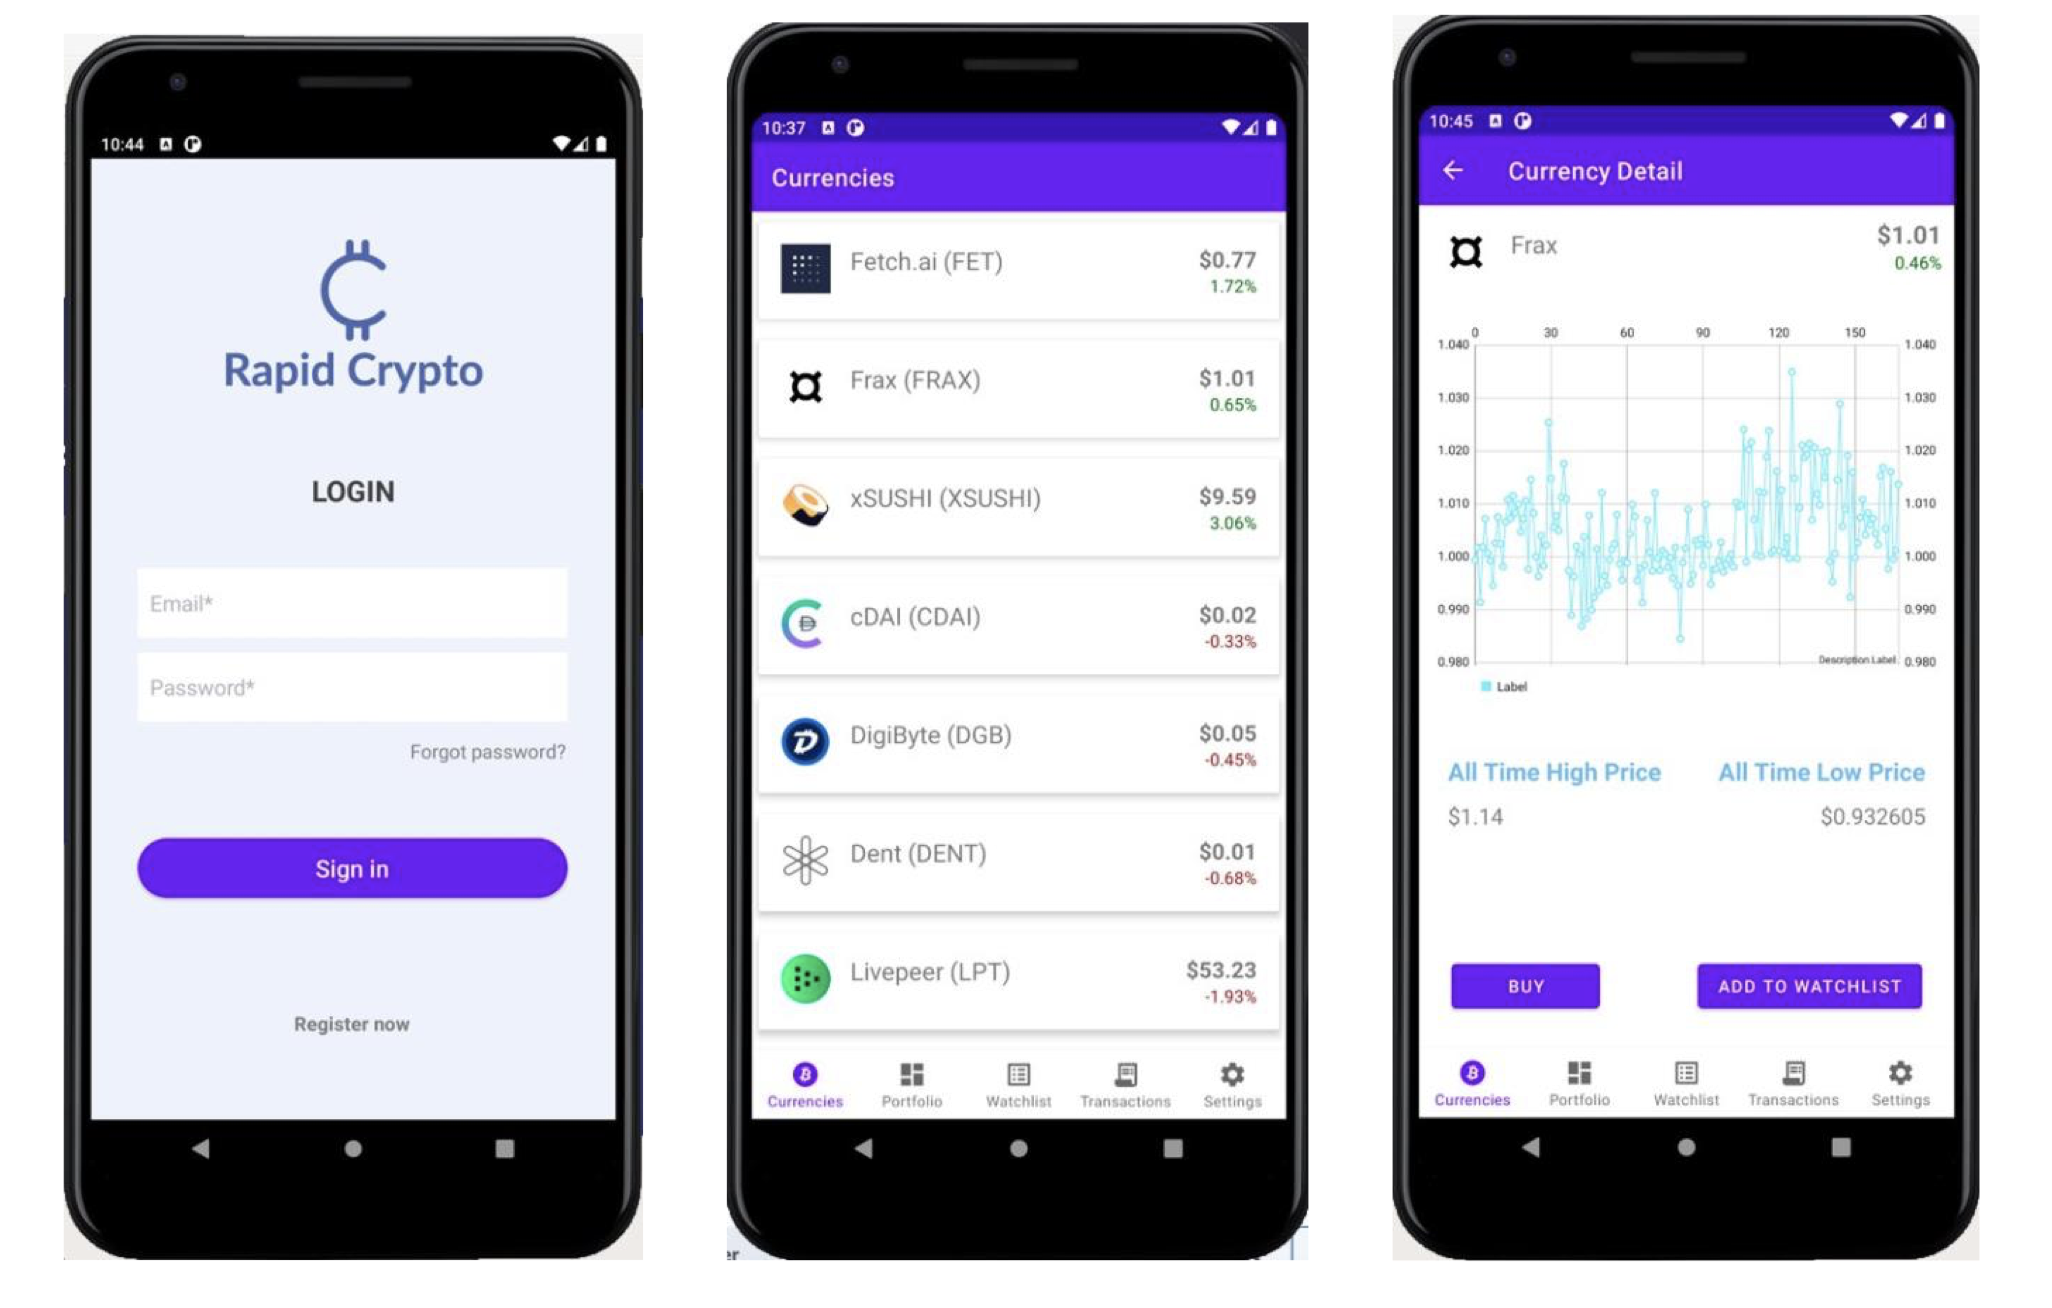 10:44
Rapid Crypto
LOGIN
Email*
Password*
Forgot password?
Sign in
Register now
10:37
Currencies
Fetch.ai (FET)
$0.77
1.72%
Frax (FRAX)
$1.01
0.65%
xSUSHI (XSUSHI)
$9.59
3.06%
cDAI (CDAI)
$0.02
-0.33%
DigiByte (DGB)
$0.05
-0.45%
Dent (DENT)
$0.01
-0.68%
Livepeer (LPT)
$53.23
-1.93%
Currencies Portfolio Watchlist Transactions Settings
er
10:45
Currency Detail
Frax
$1.01
0.46%
0 30 60 90 120 150
1.040 1.040
1.030 1.030
1.020 1.020
1.010 1.010
1.000 1.000
0.990 0.990
0.980 Description Label 0.980
Label
All Time High Price All Time Low Price
$1.14 $0.932605
BUY ADD TO WATCHLIST
Currencies Portfolio Watchlist Transactions Settings